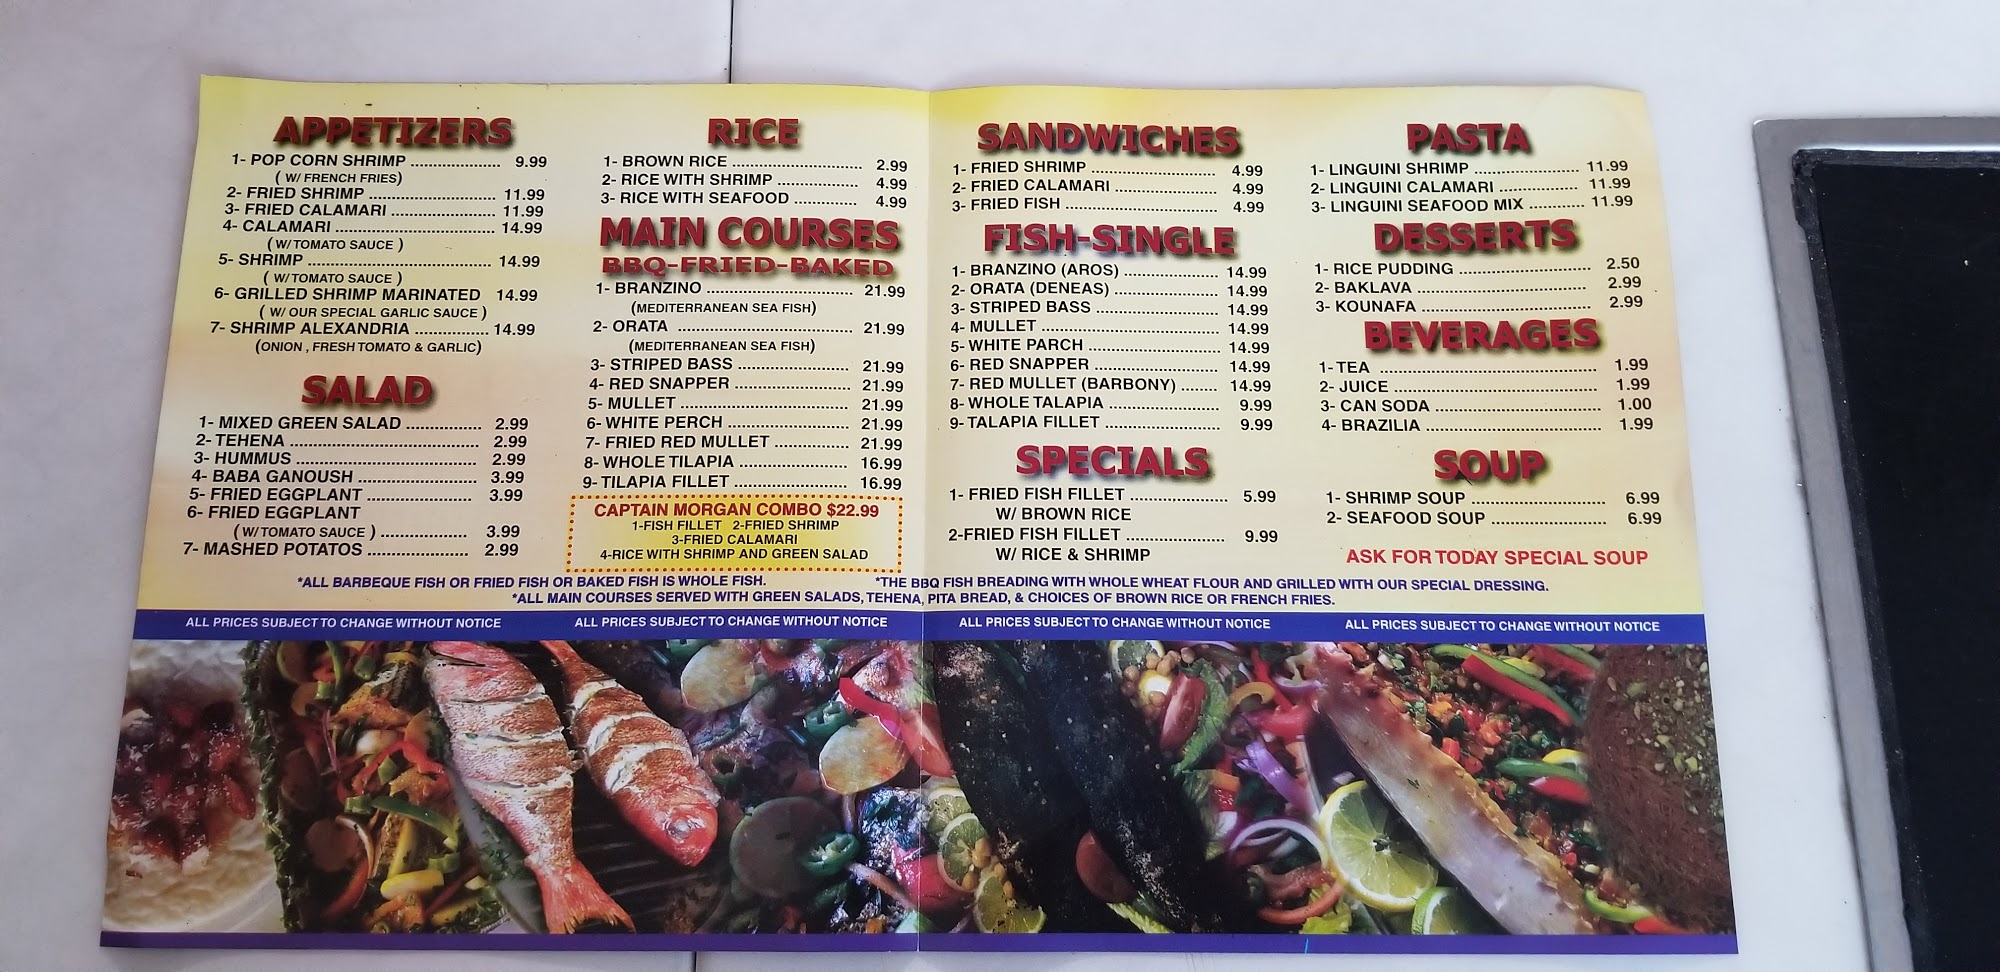 APPETIZERS
1- POP CORN SHRIMP ..................... 9.99
( W/ FRENCH FRIES)
2- FRIED SHRIMP ............................... 11.99
3- FRIED CALAMARI ......................... 11.99
4- CALAMARI ...................................... 14.99
( W/ TOMATO SAUCE )
5- SHRIMP ............................................ 14.99
( W/ TOMATO SAUCE )
6- GRILLED SHRIMP MARINATED 14.99
( W/ OUR SPECIAL GARLIC SAUCE )
7- SHRIMP ALEXANDRIA ................. 14.99
(ONION , FRESH TOMATO & GARLIC)
SALAD
1- MIXED GREEN SALAD .................. 2.99
2- TEHENA ............................................. 2.99
3- HUMMUS ........................................... 2.99
4- BABA GANOUSH ............................. 3.99
5- FRIED EGGPLANT ......................... 3.99
6- FRIED EGGPLANT
( W/ TOMATO SAUCE ) ..................... 3.99
7- MASHED POTATOS ........................ 2.99
RICE
1- BROWN RICE ............................... 2.99
2- RICE WITH SHRIMP ................... 4.99
3- RICE WITH SEAFOOD ............... 4.99
MAIN COURSES
BBQ-FRIED-BAKED
1- BRANZINO ................................... 21.99
(MEDITERRANEAN SEA FISH)
2- ORATA .......................................... 21.99
(MEDITERRANEAN SEA FISH)
3- STRIPED BASS ........................... 21.99
4- RED SNAPPER ........................... 21.99
5- MULLET ........................................ 21.99
6- WHITE PERCH ............................. 21.99
7- FRIED RED MULLET .................. 21.99
8- WHOLE TILAPIA .......................... 16.99
9- TILAPIA FILLET ........................... 16.99
CAPTAIN MORGAN COMBO $22.99
1-FISH FILLET 2-FRIED SHRIMP
3-FRIED CALAMARI
4-RICE WITH SHRIMP AND GREEN SALAD
SANDWICHES
1- FRIED SHRIMP ............................... 4.99
2- FRIED CALAMARI ......................... 4.99
3- FRIED FISH ..................................... 4.99
FISH-SINGLE
1- BRANZINO (AROS) ...................... 14.99
2- ORATA (DENEAS) .......................... 14.99
3- STRIPED BASS .............................. 14.99
4- MULLET ........................................... 14.99
5- WHITE PARCH ................................ 14.99
6- RED SNAPPER ............................... 14.99
7- RED MULLET (BARBONY) ......... 14.99
8- WHOLE TALAPIA ........................... 9.99
9- TALAPIA FILLET ............................ 9.99
SPECIALS
1- FRIED FISH FILLET ....................... 5.99
W/ BROWN RICE
2-FRIED FISH FILLET ........................ 9.99
W/ RICE & SHRIMP
PASTA
1- LINGUINI SHRIMP ......................... 11.99
2- LINGUINI CALAMARI ................... 11.99
3- LINGUINI SEAFOOD MIX ............ 11.99
DESSERTS
1- RICE PUDDING ............................... 2.50
2- BAKLAVA ......................................... 2.99
3- KOUNAFA ........................................ 2.99
BEVERAGES
1- TEA .................................................... 1.99
2- JUICE ................................................ 1.99
3- CAN SODA ....................................... 1.00
4- BRAZILIA ......................................... 1.99
SOUP
1- SHRIMP SOUP ................................ 6.99
2- SEAFOOD SOUP ........................... 6.99
ASK FOR TODAY SPECIAL SOUP
*ALL BARBEQUE FISH OR FRIED FISH OR BAKED FISH IS WHOLE FISH. *THE BBQ FISH BREADING WITH WHOLE WHEAT FLOUR AND GRILLED WITH OUR SPECIAL DRESSING.
*ALL MAIN COURSES SERVED WITH GREEN SALADS, TEHENA, PITA BREAD, & CHOICES OF BROWN RICE OR FRENCH FRIES.
ALL PRICES SUBJECT TO CHANGE WITHOUT NOTICE ALL PRICES SUBJECT TO CHANGE WITHOUT NOTICE ALL PRICES SUBJECT TO CHANGE WITHOUT NOTICE ALL PRICES SUBJECT TO CHANGE WITHOUT NOTICE